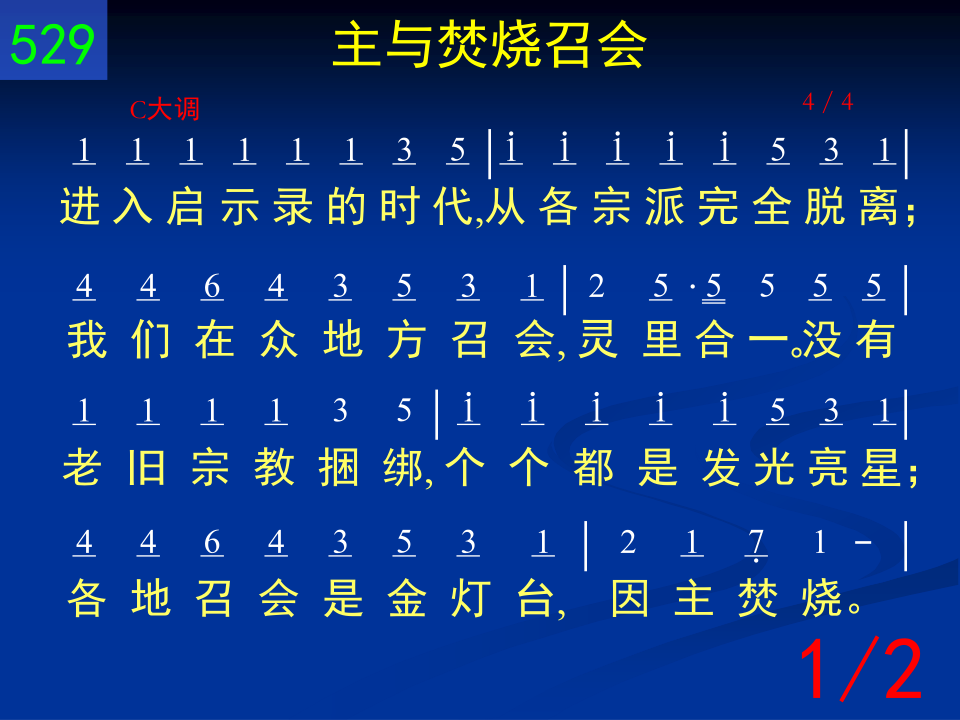 529
主与焚烧召会
C大调
4／4
1 1 1 1 1 1 3 5 | i i i i i 5 3 1 |
进入启示录的时代,从各宗派完全脱离；
4 4 6 4 3 5 3 1 | 2 5 · 5 5 5 5 |
我们在众地方召会,灵里合一。没有
1 1 1 1 3 5 | i i i i i 5 3 1 |
老旧宗教捆绑,个个都是发光亮星；
4 4 6 4 3 5 3 1 | 2 1 7̣ 1 – |
各地召会是金灯台,因主焚烧。
1/2